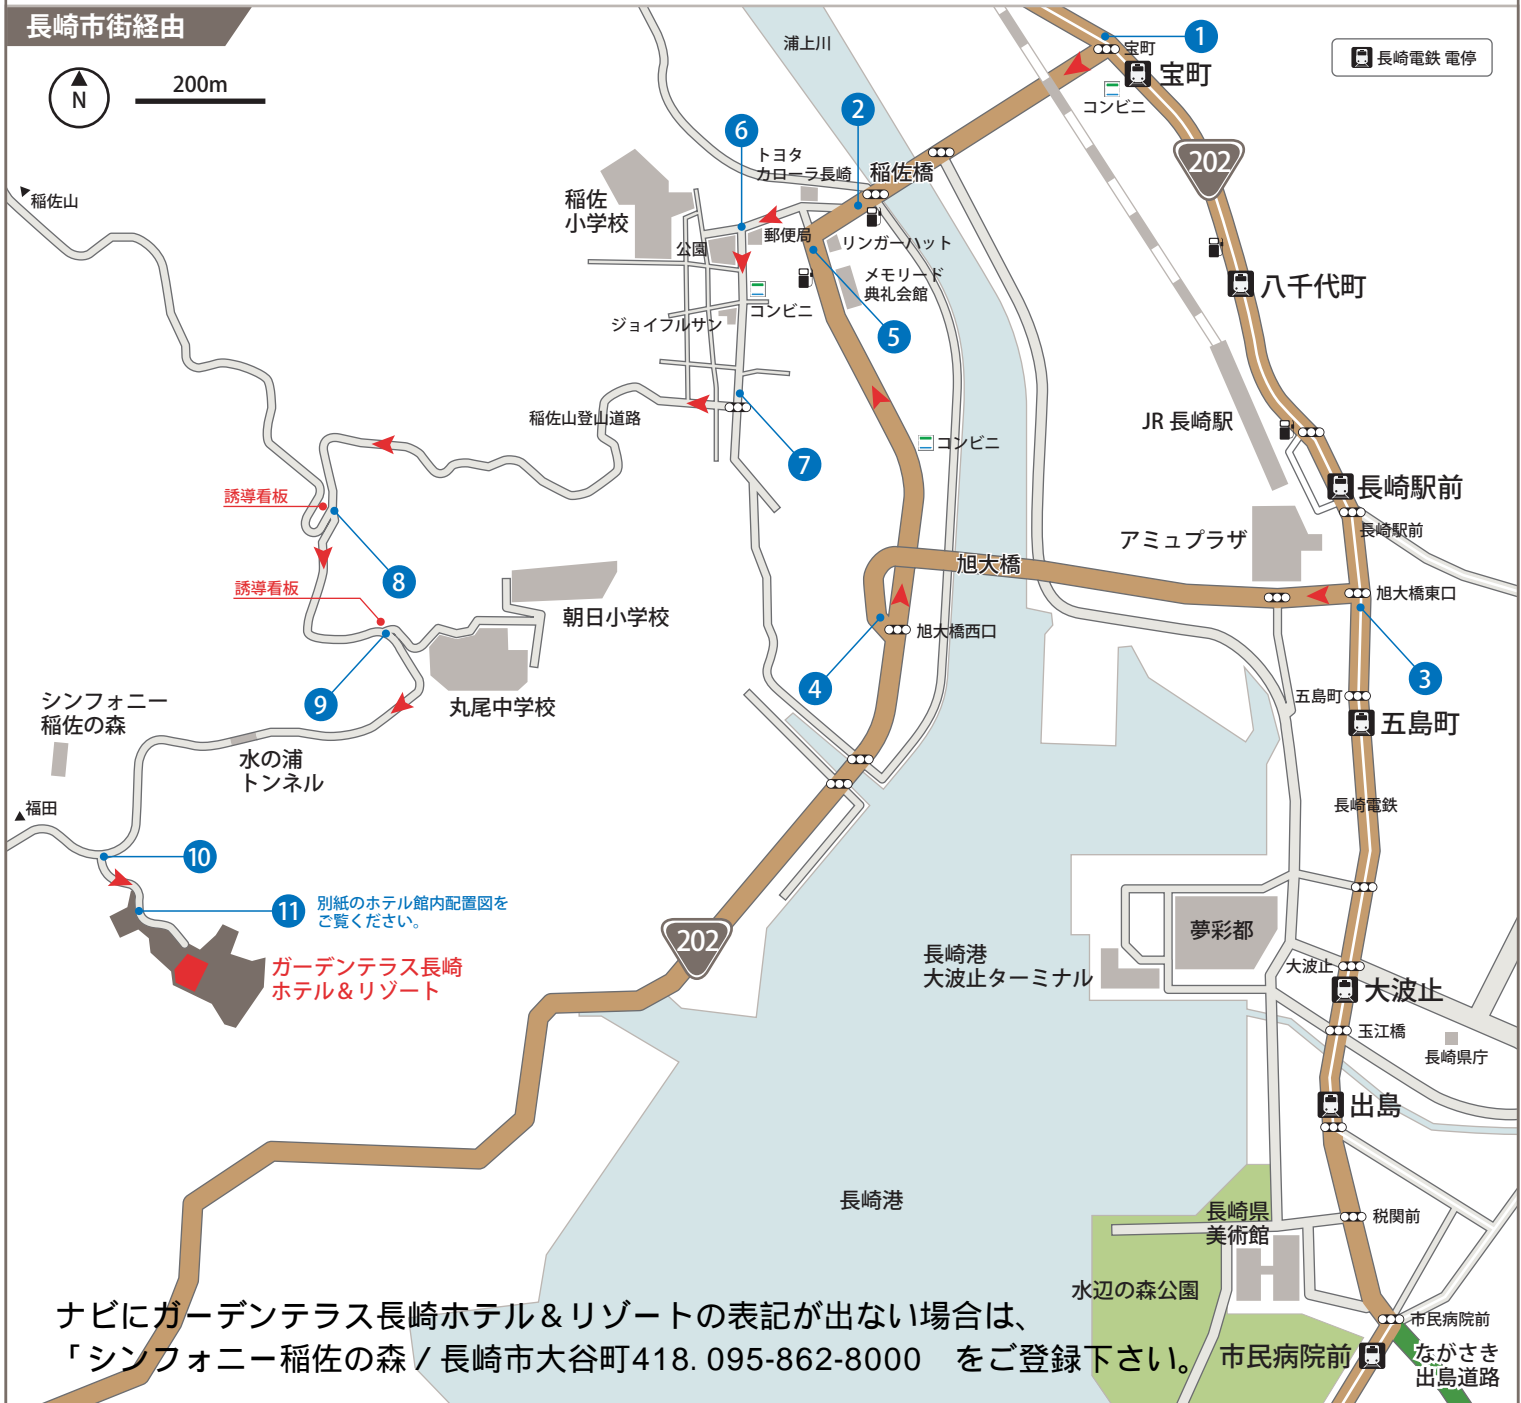 長崎市街経由
N
200m
浦上川
1
宝町
宝町
長崎電鉄 電停
コンビニ
2
6
トヨタ
カローラ長崎
稲佐橋
202
稲佐山
稲佐
小学校
公園
郵便局
リンガーハット
メモリード
典礼会館
八千代町
コンビニ
ジョイフルサン
5
稲佐山登山道路
JR 長崎駅
コンビニ
7
誘導看板
長崎駅前
長崎駅前
アミュプラザ
旭大橋
8
誘導看板
朝日小学校
旭大橋東口
旭大橋西口
4
3
9
丸尾中学校
五島町
五島町
シンフォニー
稲佐の森
水の浦
トンネル
福田
長崎電鉄
10
11
別紙のホテル館内配置図を
ご覧ください。
202
夢彩都
長崎港
大波止ターミナル
大波止
大波止
ガーデンテラス長崎
ホテル＆リゾート
玉江橋
長崎県庁
出島
長崎港
長崎県
美術館
税関前
水辺の森公園
市民病院前
市民病院前
ながさき
出島道路
ナビにガーデンテラス長崎ホテル＆リゾートの表記が出ない場合は、
「シンフォニー稲佐の森 / 長崎市大谷町418. 095-862-8000　をご登録下さい。